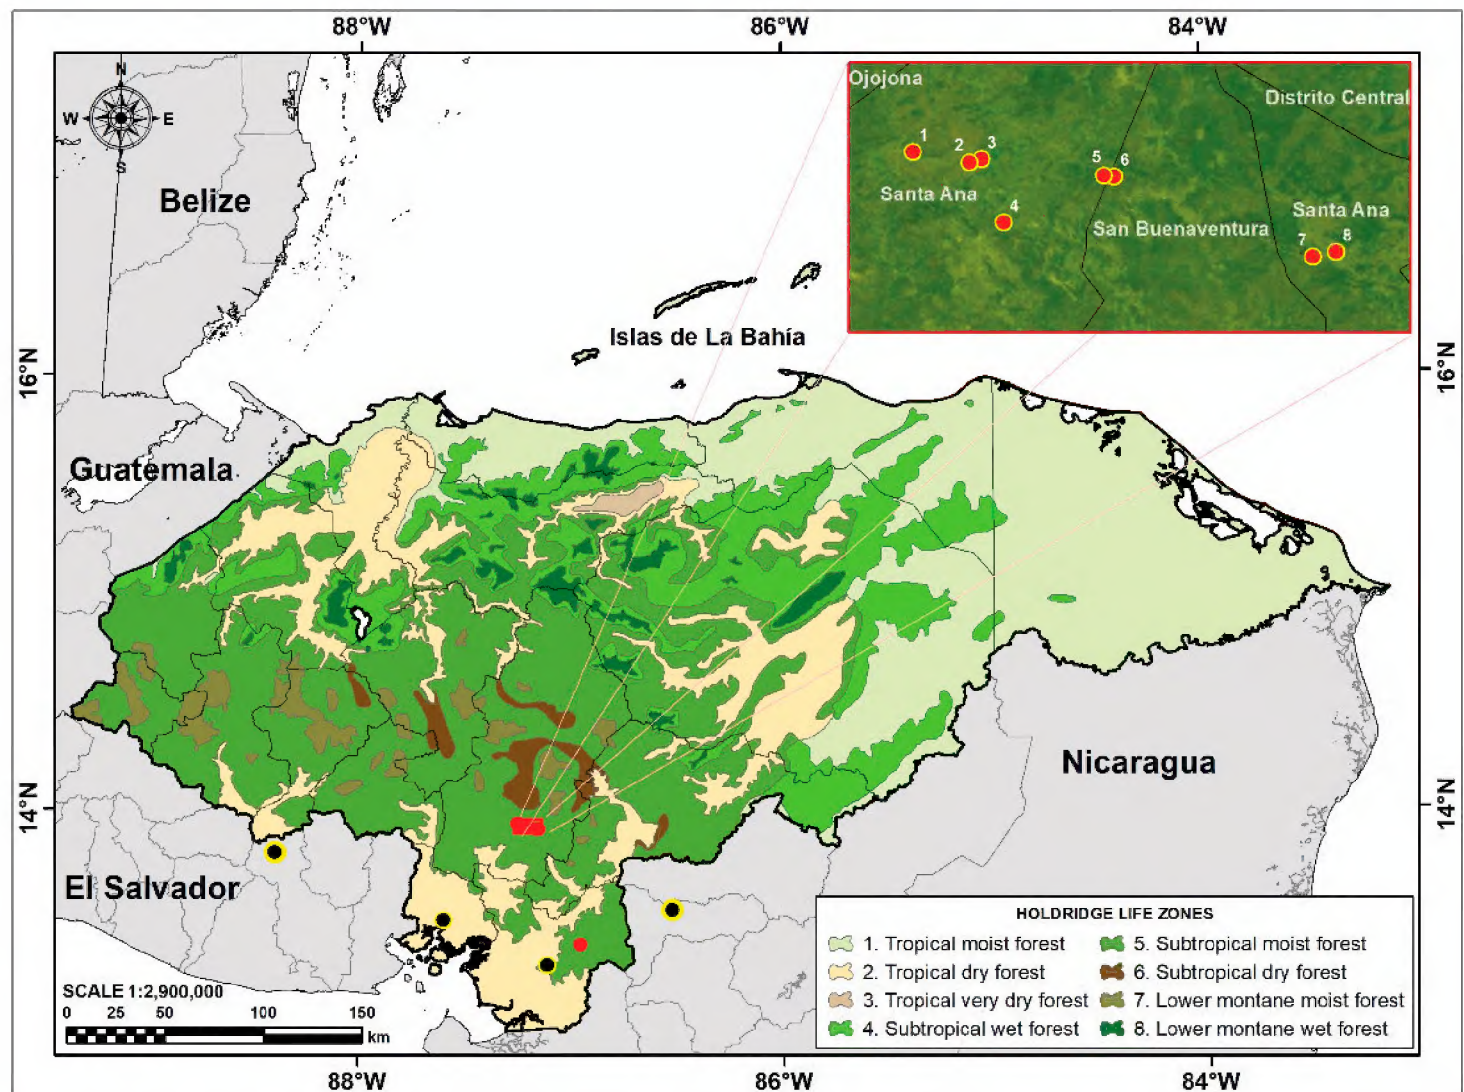 88°W 86°W 84°W
N
W E
S
Belize
Ojojona
Distrito Central
1
2 3
5 6
Santa Ana
4
San Buenaventura
Santa Ana
7 8
Islas de La Bahía
16°N 16°N
Guatemala
Nicaragua
14°N 14°N
El Salvador
HOLDRIDGE LIFE ZONES
1. Tropical moist forest
2. Tropical dry forest
3. Tropical very dry forest
4. Subtropical wet forest
5. Subtropical moist forest
6. Subtropical dry forest
7. Lower montane moist forest
8. Lower montane wet forest
SCALE 1:2,900,000
0 25 50 100 150
km
88°W 86°W 84°W